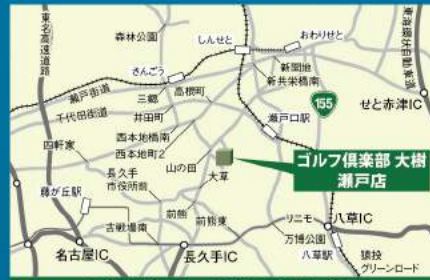 東名高速道路
森林公園
しんせと
おわりせと
東海環状自動車道
さんごう
新開地
新共栄橋南
瀬戸街道
三郷
高根町
155
せと赤津IC
千代田街道
井田町
瀬戸口駅
四軒家
西本地橋南
西本地町2
山の田
ゴルフ倶楽部 大樹
瀬戸店
長久手
市役所前
大草
藤が丘駅
前熊
前熊東
リニモ
八草IC
古戦場南
万博公園
名古屋IC
長久手IC
八草駅
猿投
グリーンロード